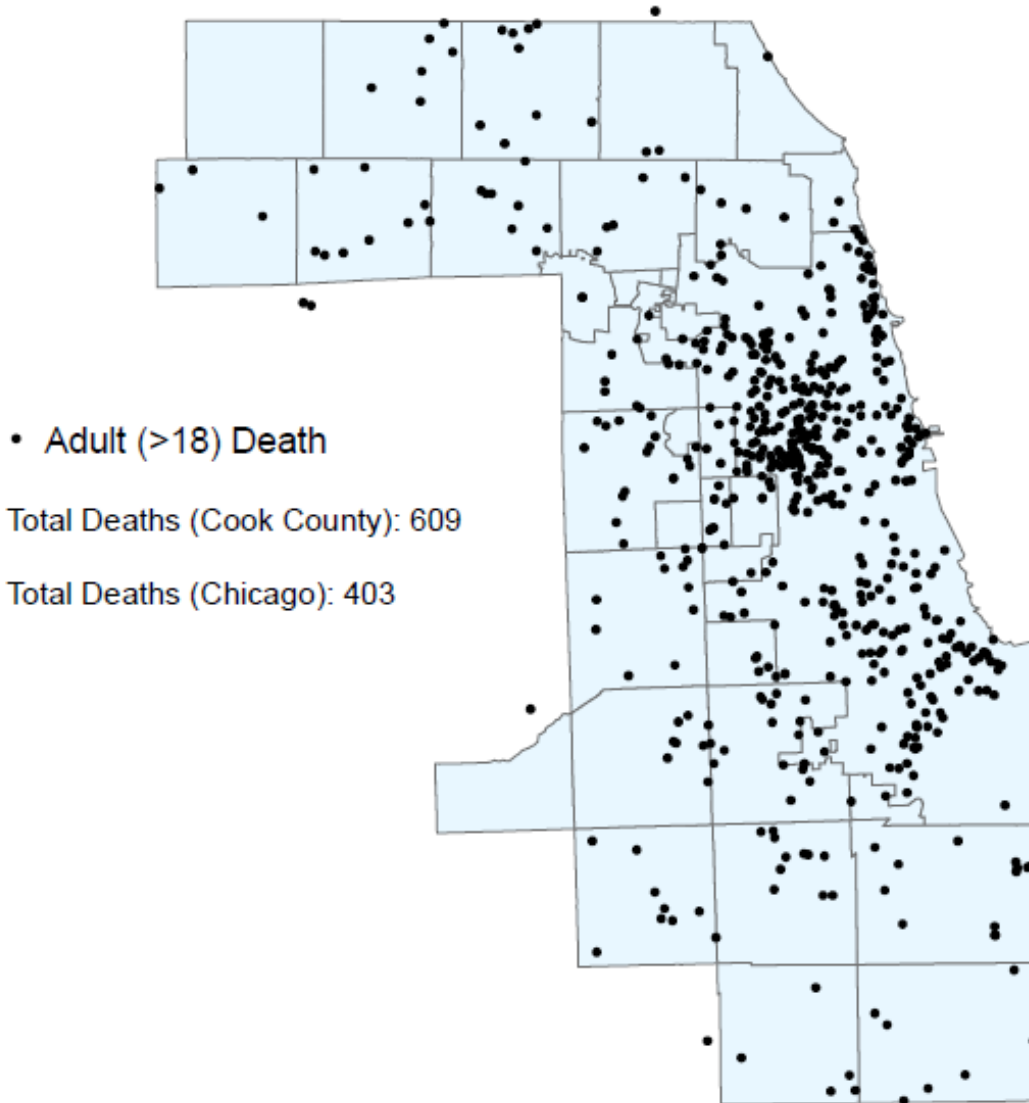 Adult (>18) Death
Total Deaths (Cook County): 609
Total Deaths (Chicago): 403